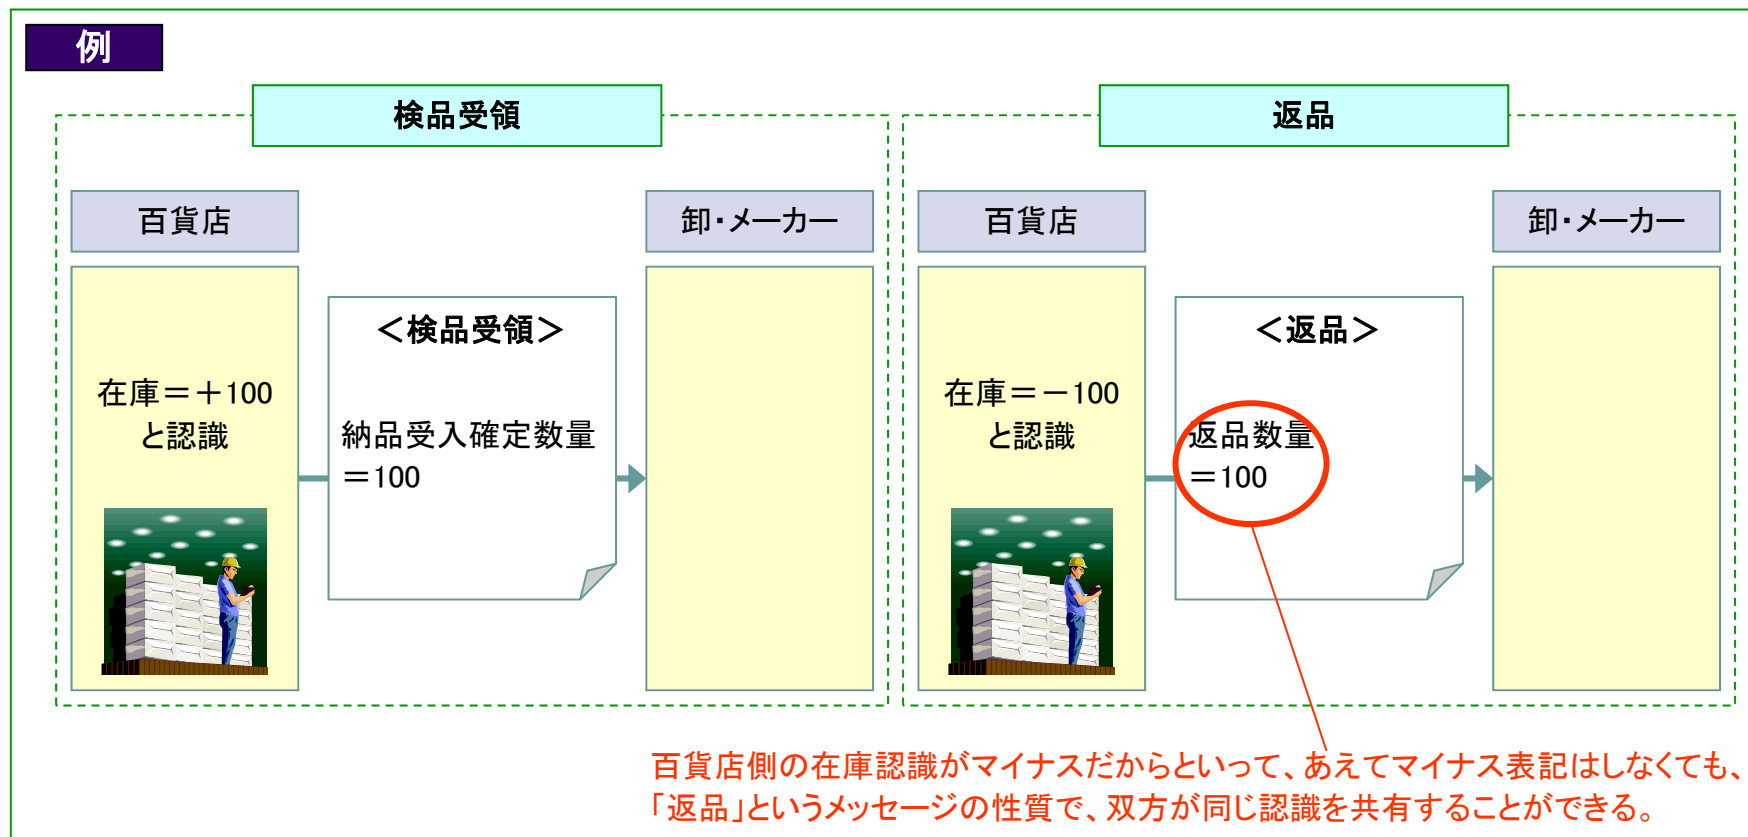 例
検品受領
百貨店
卸・メーカー
在庫＝＋100
と認識
＜検品受領＞
納品受入確定数量
＝100
返品
百貨店
卸・メーカー
在庫＝－100
と認識
＜返品＞
返品数量
＝100
百貨店側の在庫認識がマイナスだからといって、あえてマイナス表記はしなくても、
「返品」というメッセージの性質で、双方が同じ認識を共有することができる。